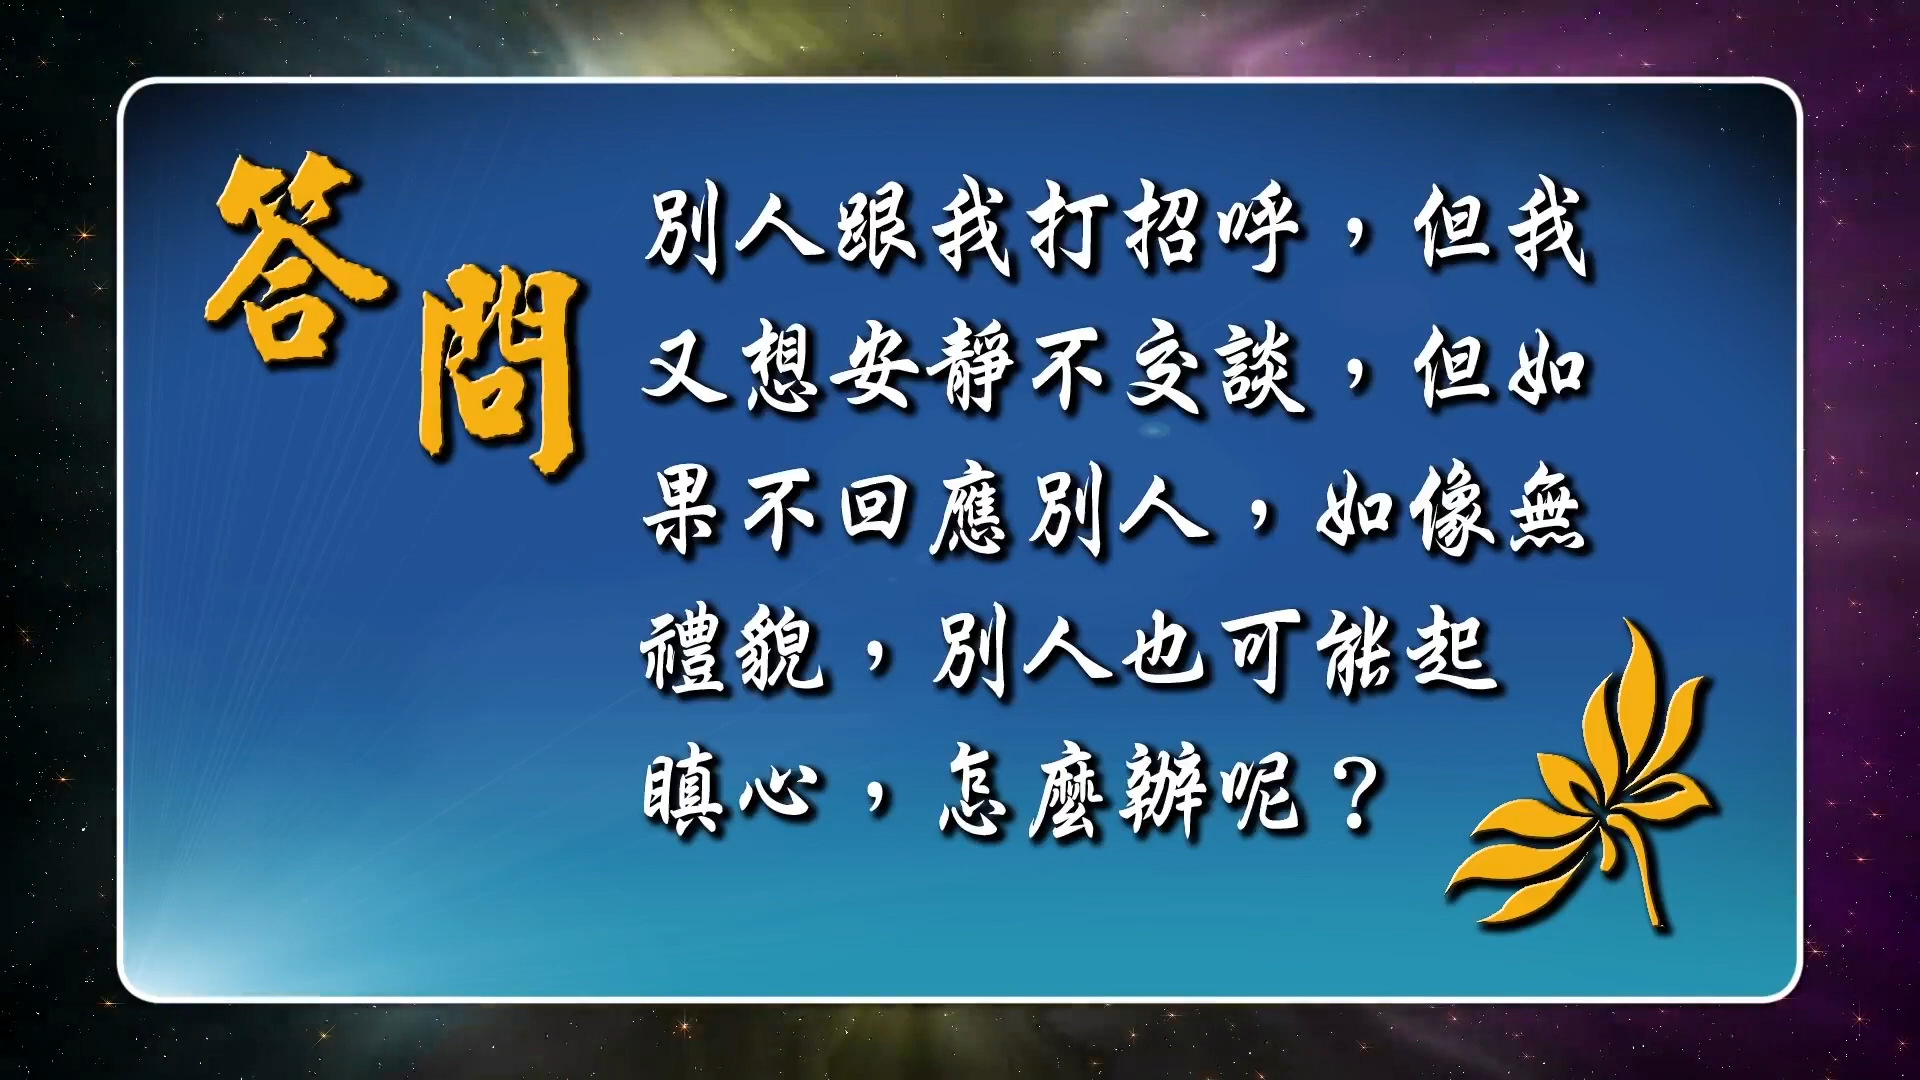 答問
別人跟我打招呼，但我
又想安靜不交談，但如
果不回應別人，如像無
禮貌，別人也可能起
瞋心，怎麼辦呢？